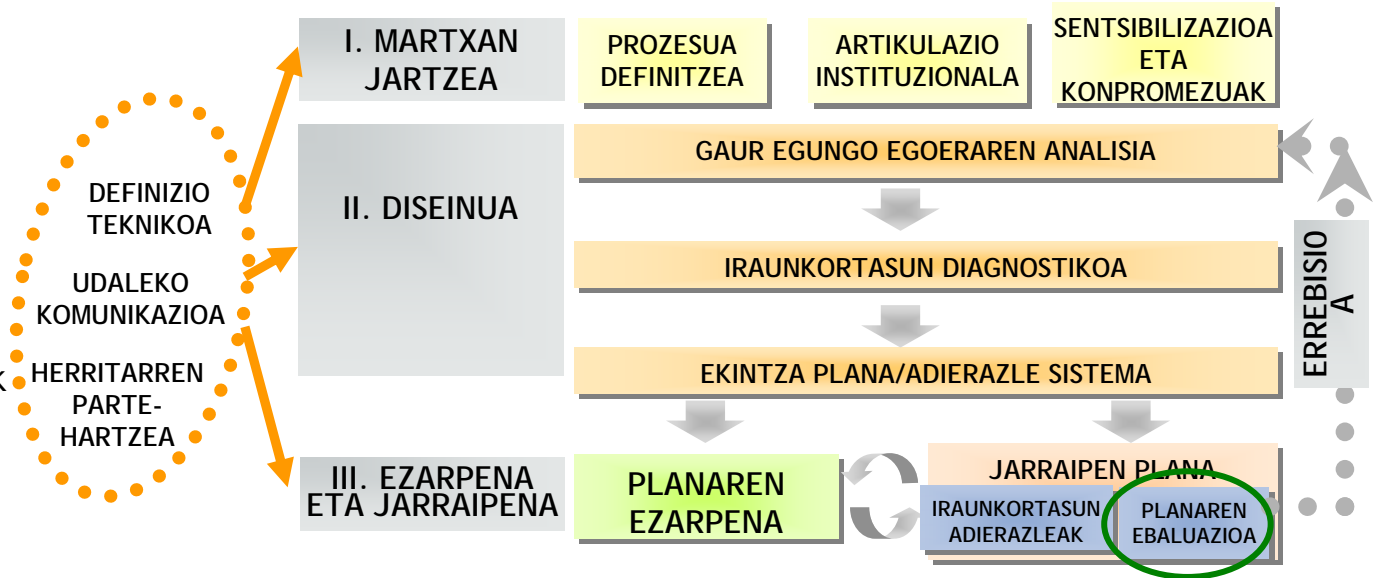 I. MARTXAN
JARTZEA
PROZESUA
DEFINITZEA
ARTIKULAZIO
INSTITUZIONALA
SENTSIBILIZAZIOA
ETA
KONPROMEZUAK
DEFINIZIO
TEKNIKOA
UDALEKO
KOMUNIKAZIOA
K
HERRITARREN
PARTE-
HARTZEA
II. DISEINUA
GAUR EGUNGO EGOERAREN ANALISIA
IRAUNKORTASUN DIAGNOSTIKOA
EKINTZA PLANA/ADIERAZLE SISTEMA
ERREBISIO
A
III. EZARPENA
ETA JARRAIPENA
PLANAREN
EZARPENA
JARRAIPEN PLANA
IRAUNKORTASUN
ADIERAZLEAK
PLANAREN
EBALUAZIOA